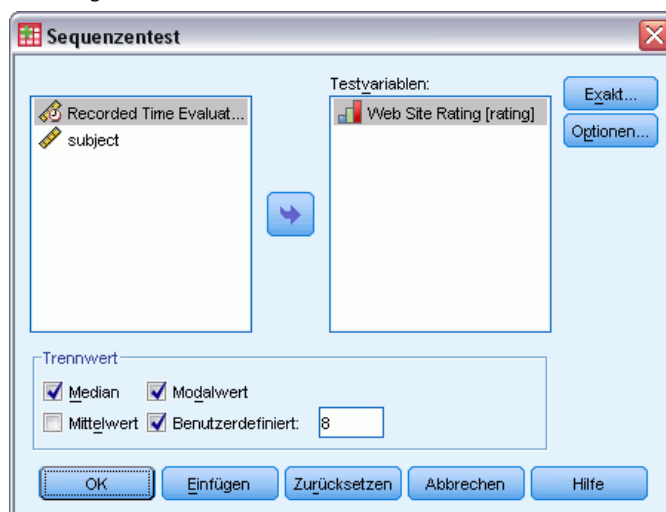 Sequenzentest
Testvariablen:
Recorded Time Evaluat...
subject
Web Site Rating [rating]
Exakt...
Optionen...
Trennwert
Median
Modalwert
Mittelwert
Benutzerdefiniert:
8
OK
Einfügen
Zurücksetzen
Abbrechen
Hilfe